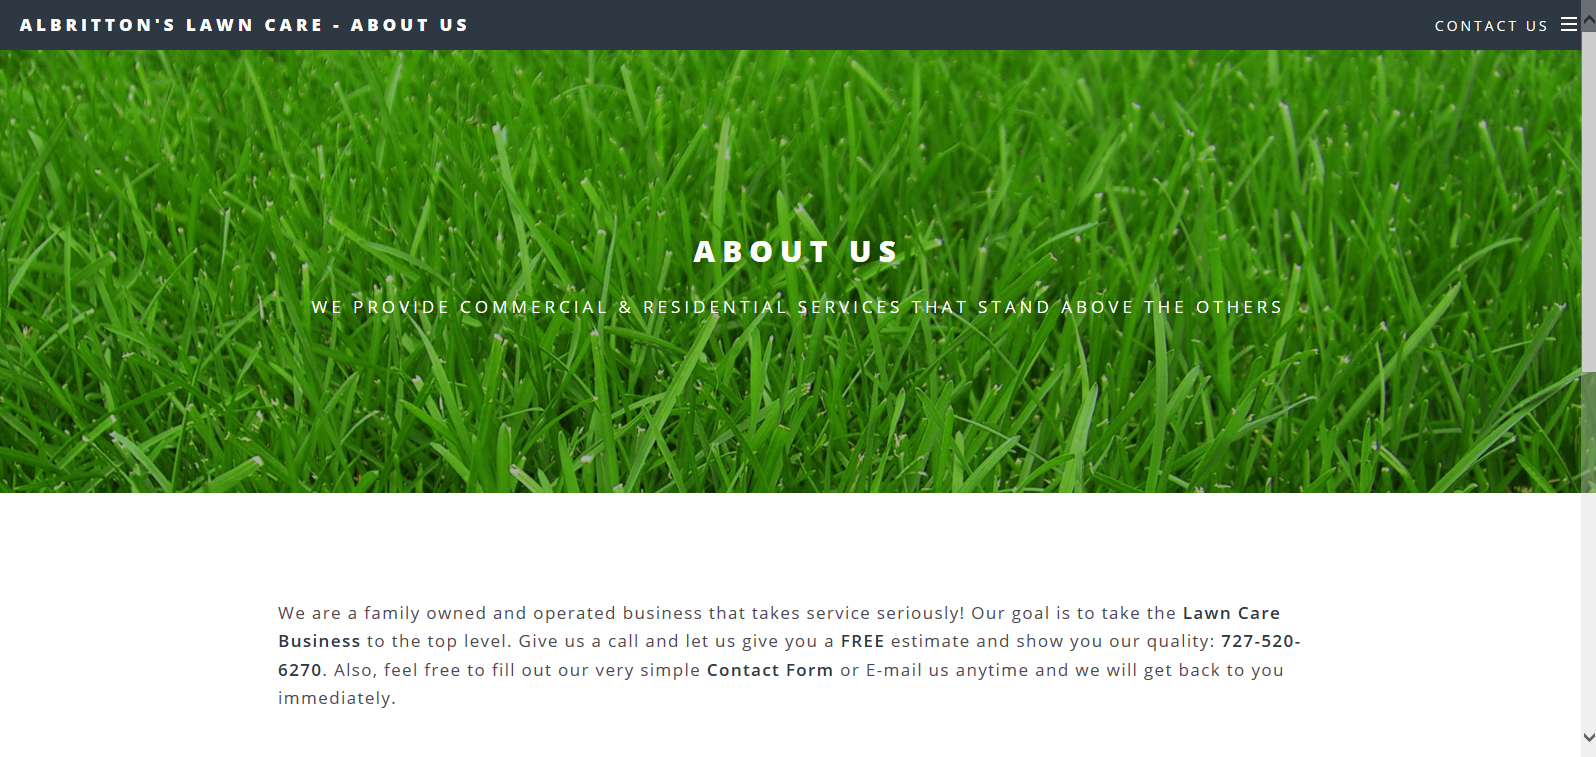 ALBRITTON'S LAWN CARE - ABOUT US
CONTACT US
ABOUT US
WE PROVIDE COMMERCIAL & RESIDENTIAL SERVICES THAT STAND ABOVE THE OTHERS
We are a family owned and operated business that takes service seriously! Our goal is to take the Lawn Care
Business to the top level. Give us a call and let us give you a FREE estimate and show you our quality: 727-520-
6270. Also, feel free to fill out our very simple Contact Form or E-mail us anytime and we will get back to you
immediately.